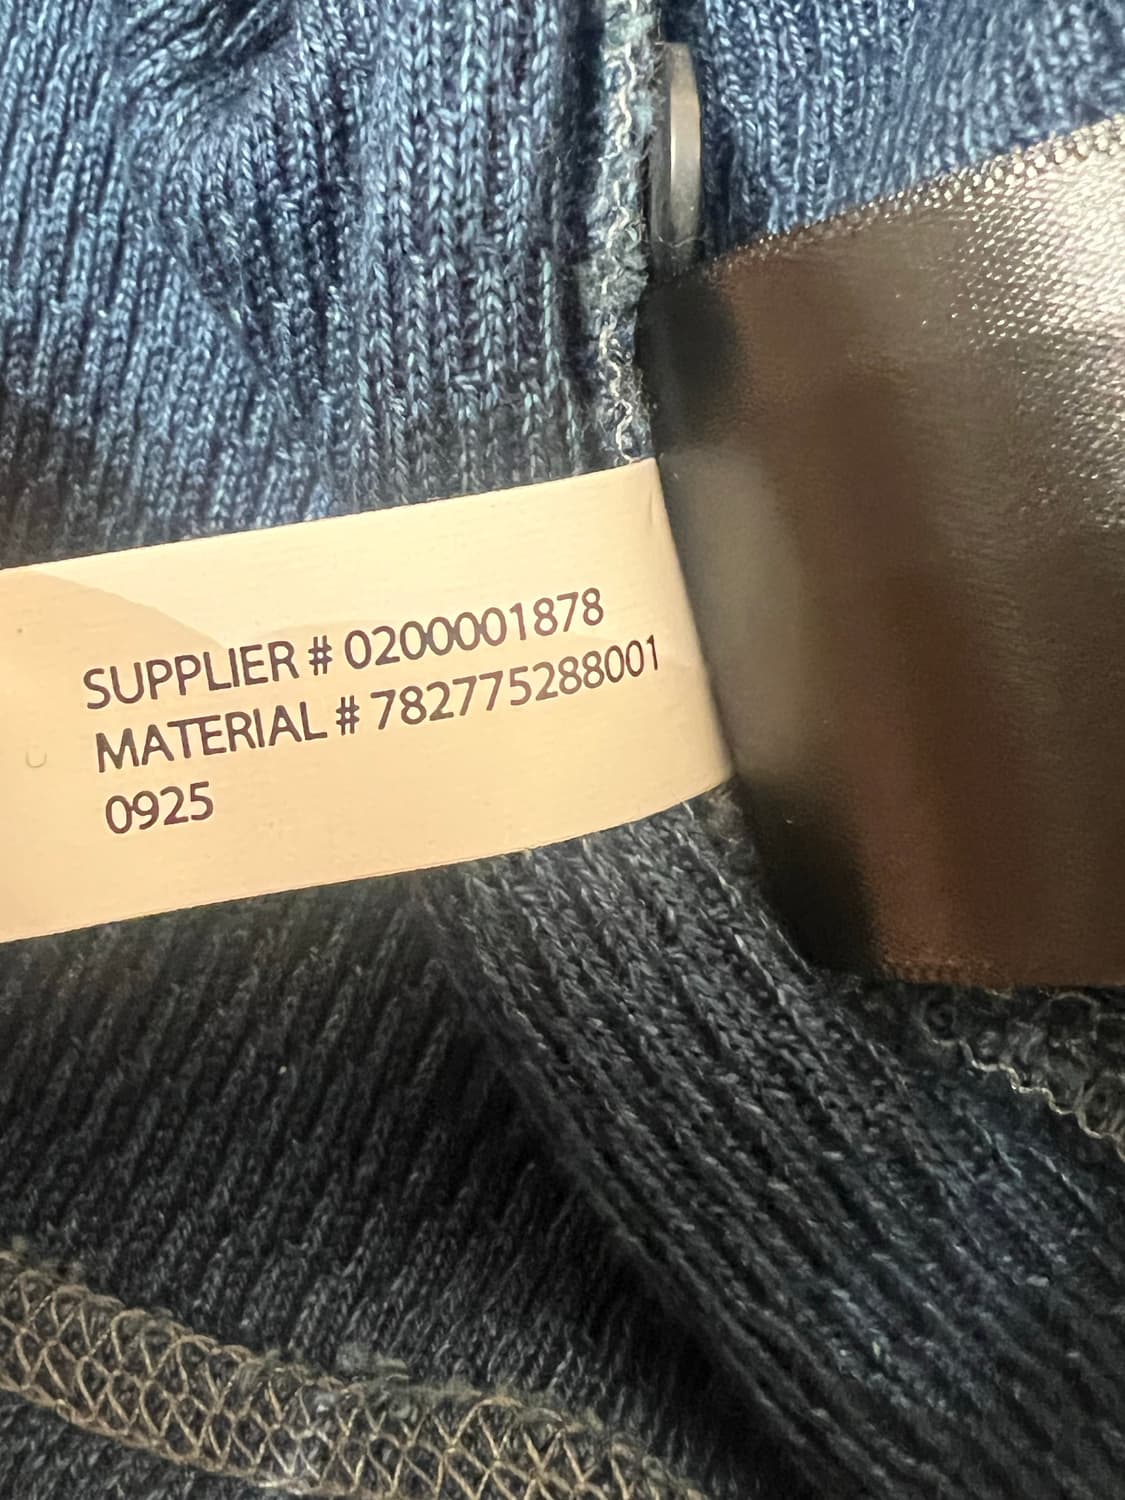 SUPPLIER # 0200001878
MATERIAL # 782775288001
0925